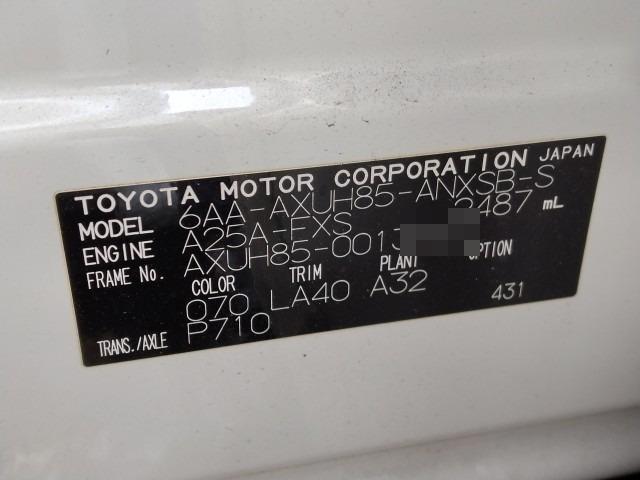 TOYOTA MOTOR CORPORATION JAPAN
MODEL 6AA-AXUH85-ANXSB-S
ENGINE A25A-FXS 2487 mL
FRAME No. AXUH85-001
COLOR TRIM PLANT OPTION
070 LA40 A32 431
TRANS./AXLE P710